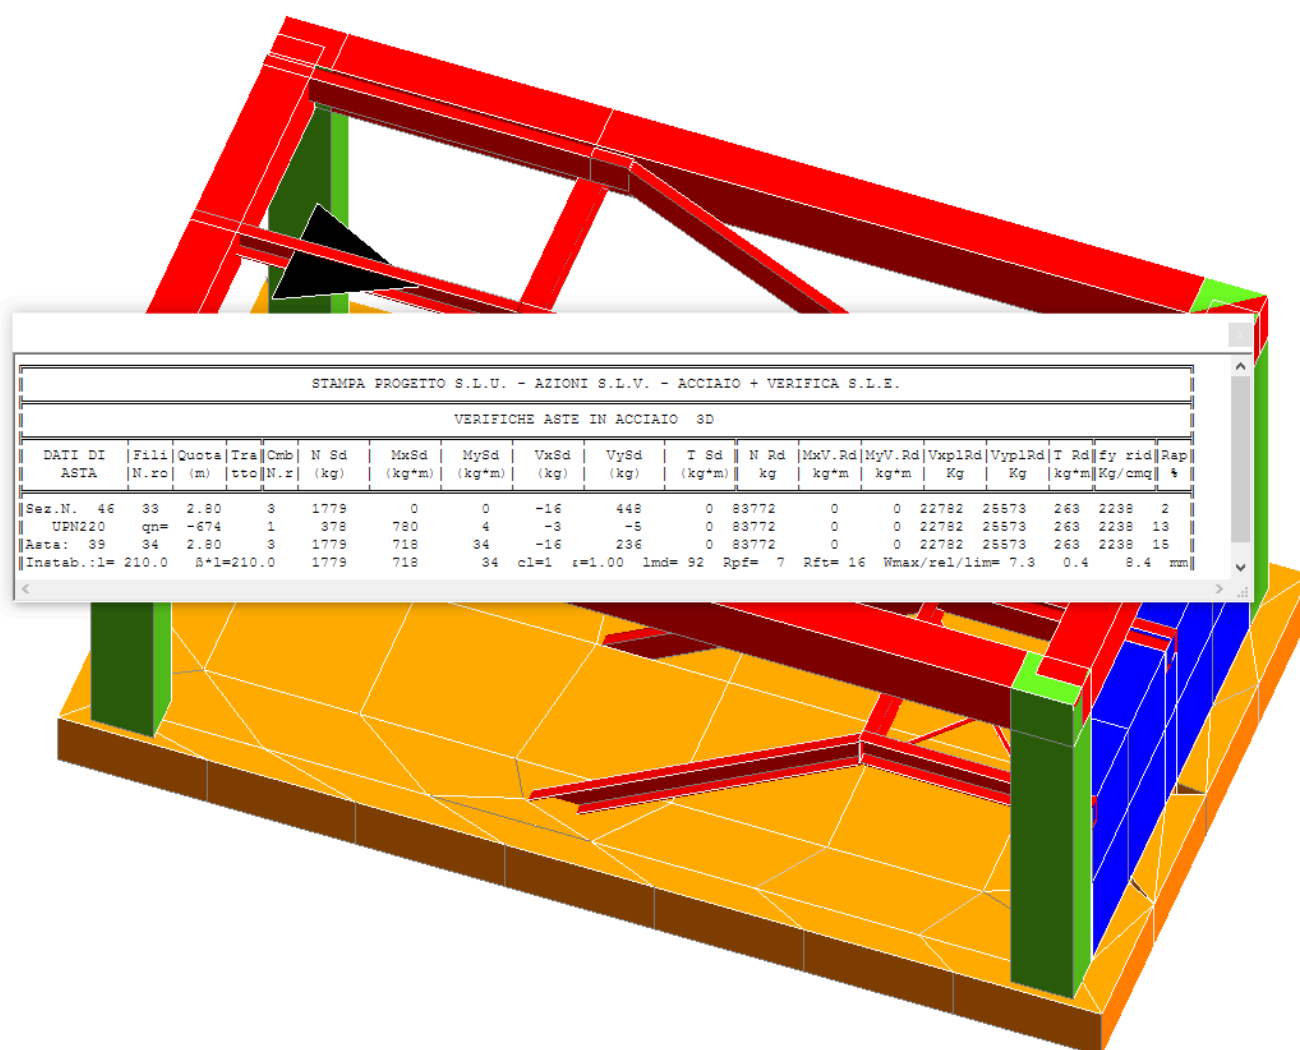 STAMPA PROGETTO S.L.U. - AZIONI S.L.V. - ACCIAIO + VERIFICA S.L.E.
VERIFICHE ASTE IN ACCIAIO 3D
DATI DI |Fili|Quota|Tra|Cmb| N Sd | MxSd | MySd | VxSd | VySd | T Sd | N Rd |MxV.Rd|MyV.Rd|VxplRd|VyplRd|T Rd|fy rid|Rap
ASTA |N.ro| (m) |tto|N.r| (kg) | (kg*m) | (kg*m) | (kg) | (kg) | (kg*m)| kg | kg*m | kg*m | Kg | Kg |kg*m|Kg/cmq| %
Sez.N. 46 33 2.80 3 1779 0 0 -16 448 0 83772 0 0 22782 25573 263 2238 2
UPN220 qn= -674 1 378 780 4 -3 -5 0 83772 0 0 22782 25573 263 2238 13
Asta: 39 34 2.80 3 1779 718 34 -16 236 0 83772 0 0 22782 25573 263 2238 15
Instab.:l= 210.0 ß*l=210.0 1779 718 34 cl=1 ε=1.00 lmd= 92 Rpf= 7 Rft= 16 Wmax/rel/lim= 7.3 0.4 8.4 mm